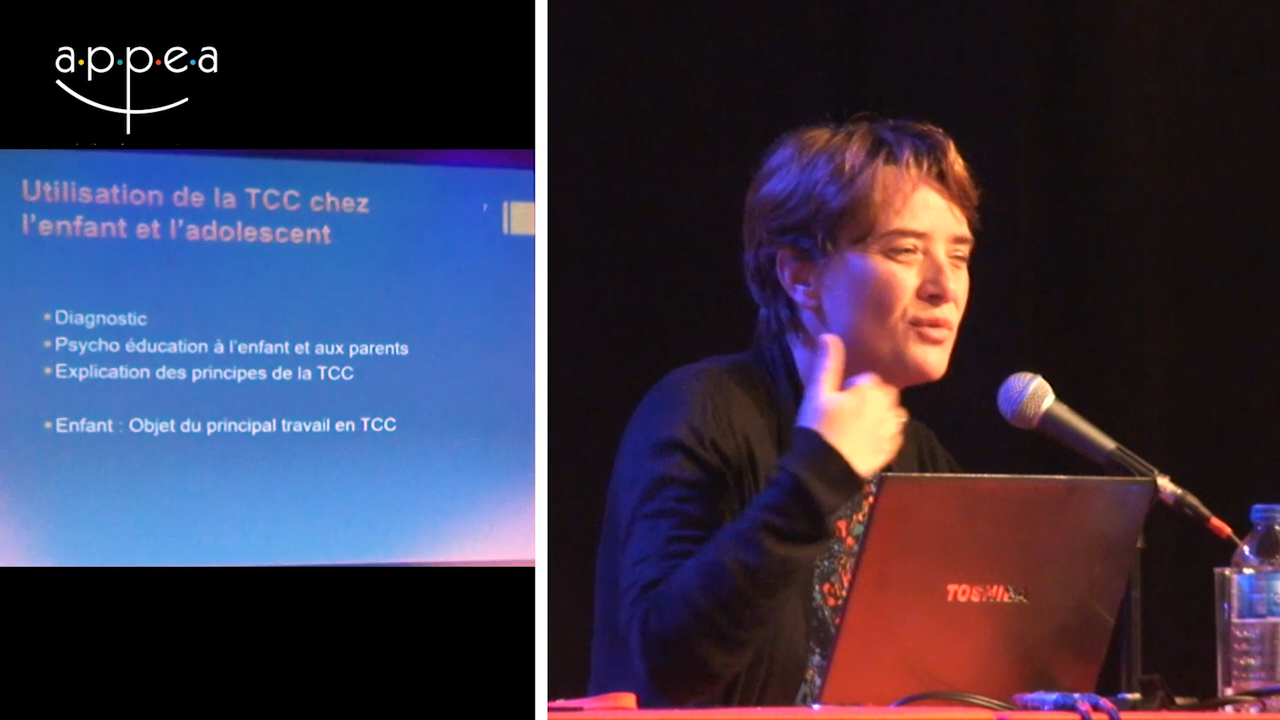 a·p·p·e·a
Utilisation de la TCC chez
l'enfant et l'adolescent
7
• Diagnostic
• Psycho éducation à l'enfant et aux parents
• Explication des principes de la TCC
• Enfant : Objet du principal travail en TCC
TOSHIBA